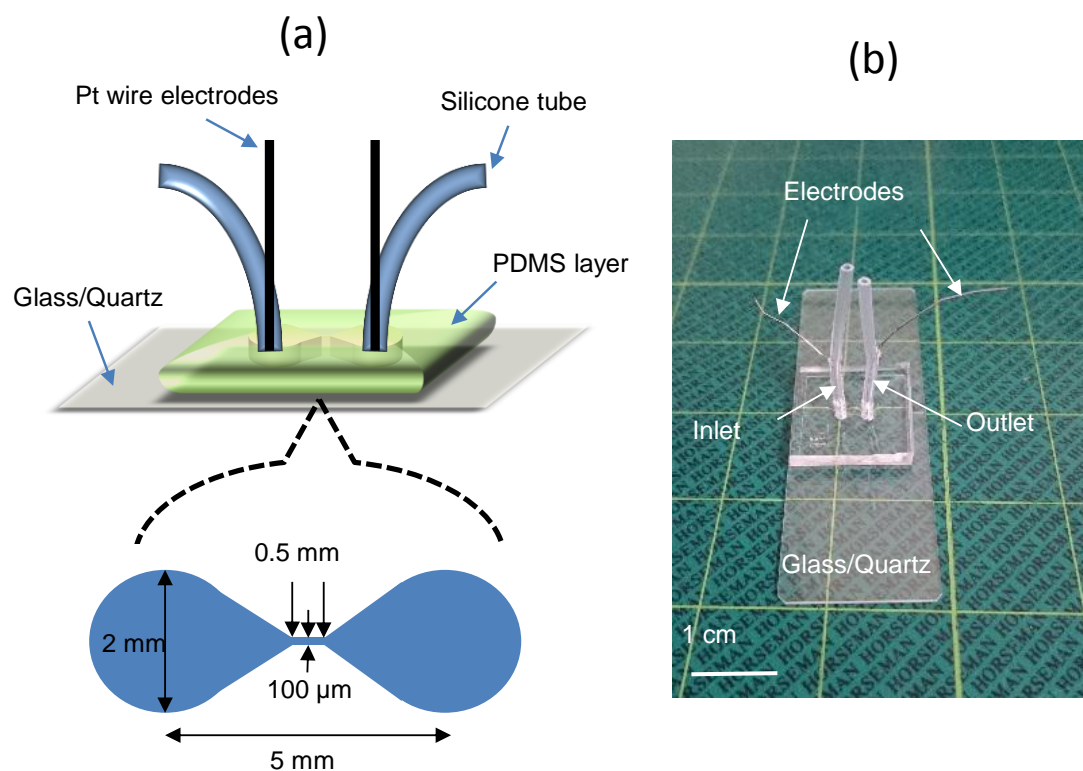 (a)
Pt wire electrodes
Silicone tube
PDMS layer
Glass/Quartz
0.5 mm
2 mm
100 µm
5 mm
(b)
Electrodes
Inlet
Outlet
Glass/Quartz
1 cm
HORSEMAN